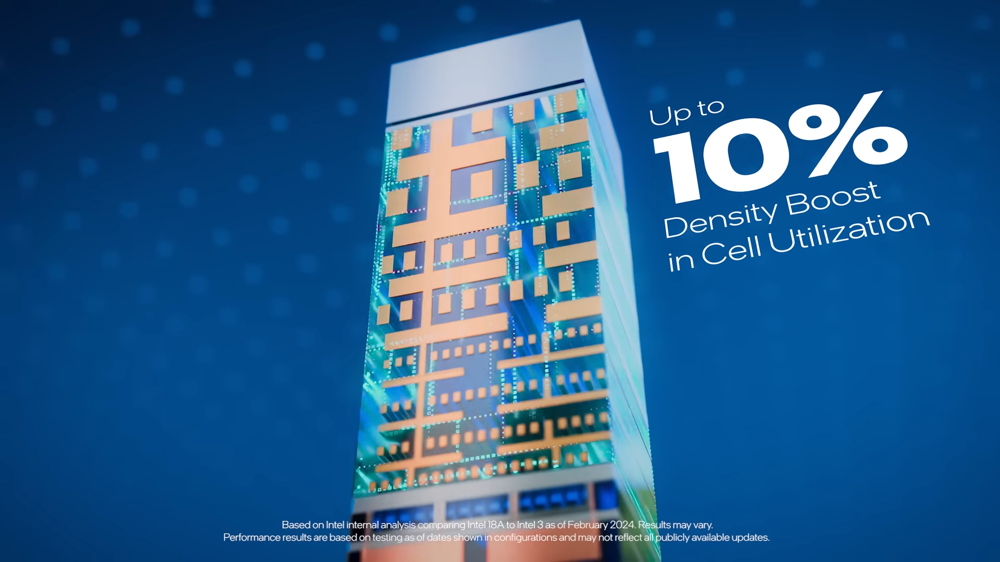 Up to
10%
Density Boost
in Cell Utilization
Based on Intel internal analysis comparing Intel 18A to Intel 3 as of February 2024. Results may vary.
Performance results are based on testing as of dates shown in configurations and may not reflect all publicly available updates.